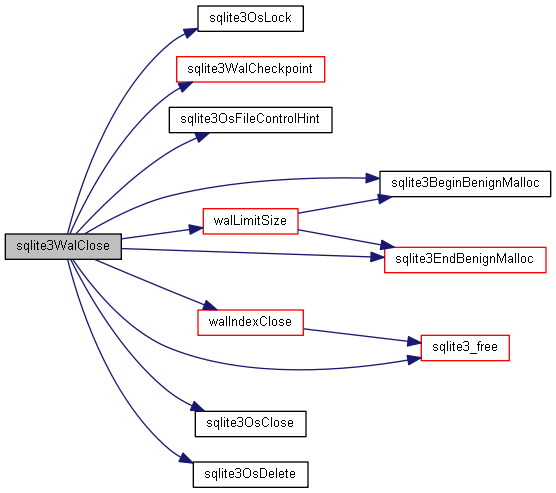 sqlite3OsLock
sqlite3WalCheckpoint
sqlite3OsFileControlHint
sqlite3BeginBenignMalloc
walLimitSize
sqlite3WalClose
sqlite3EndBenignMalloc
walIndexClose
sqlite3_free
sqlite3OsClose
sqlite3OsDelete